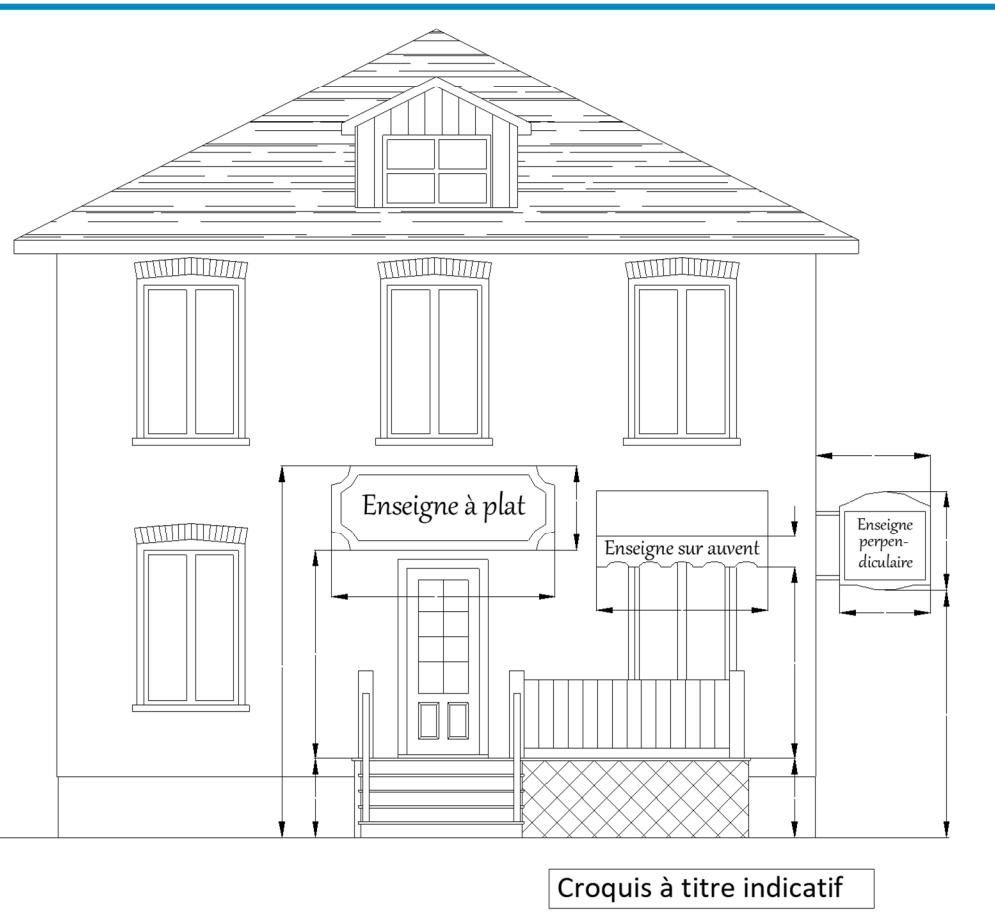 Enseigne à plat
Enseigne sur auvent
Enseigne
perpen-
diculaire
Croquis à titre indicatif